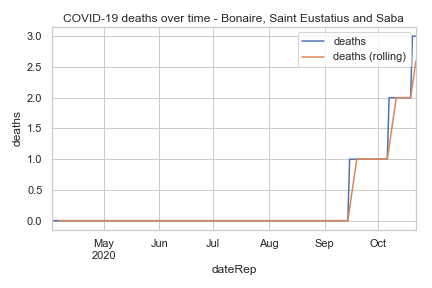 COVID-19 deaths over time - Bonaire, Saint Eustatius and Saba
deaths
deaths (rolling)
3.0
2.5
2.0
1.5
1.0
0.5
0.0
deaths
May Jun Jul Aug Sep Oct
2020
dateRep